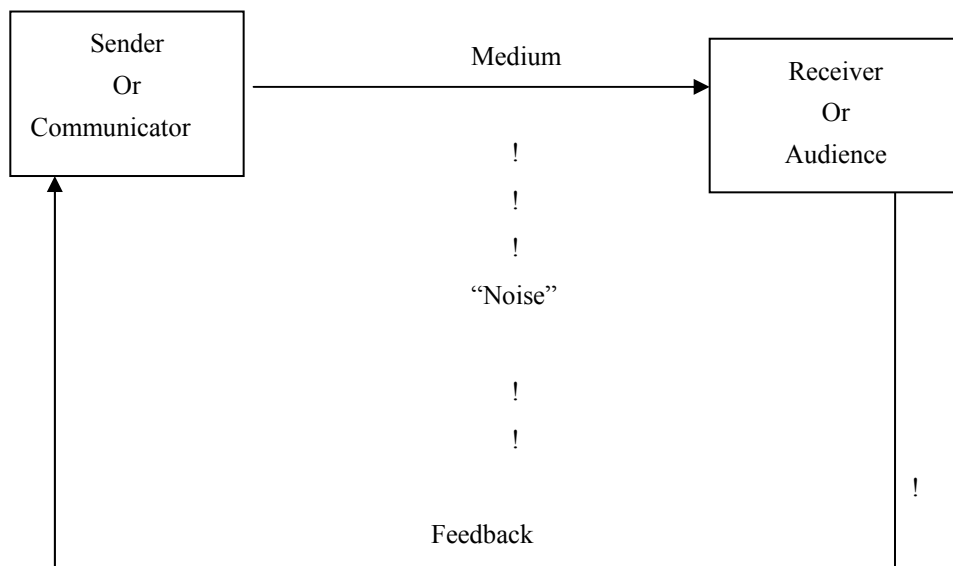 Sender
Or
Communicator
Medium
Receiver
Or
Audience
!
!
!
“Noise”
!
!
!
Feedback